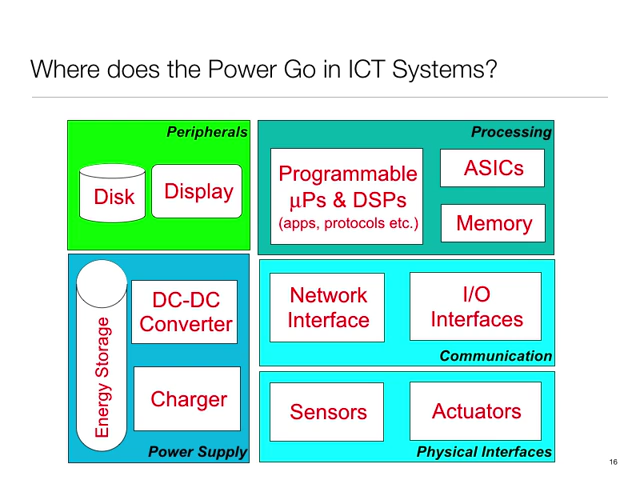 Where does the Power Go in ICT Systems?
Peripherals
Disk
Display
Processing
Programmable
μPs & DSPs
(apps, protocols etc.)
ASICs
Memory
Energy Storage
DC-DC
Converter
Charger
Power Supply
Network
Interface
I/O
Interfaces
Communication
Sensors
Actuators
Physical Interfaces
16